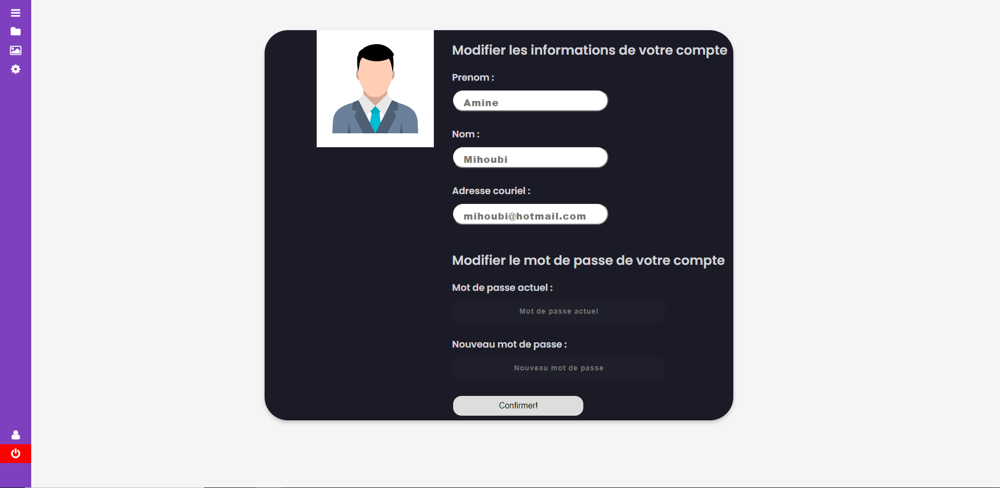 Modifier les informations de votre compte
Prenom :
Amine
Nom :
Mihoubi
Adresse couriel :
mihoubi@hotmail.com
Modifier le mot de passe de votre compte
Mot de passe actuel :
Mot de passe actuel
Nouveau mot de passe :
Nouveau mot de passe
Confirmer!